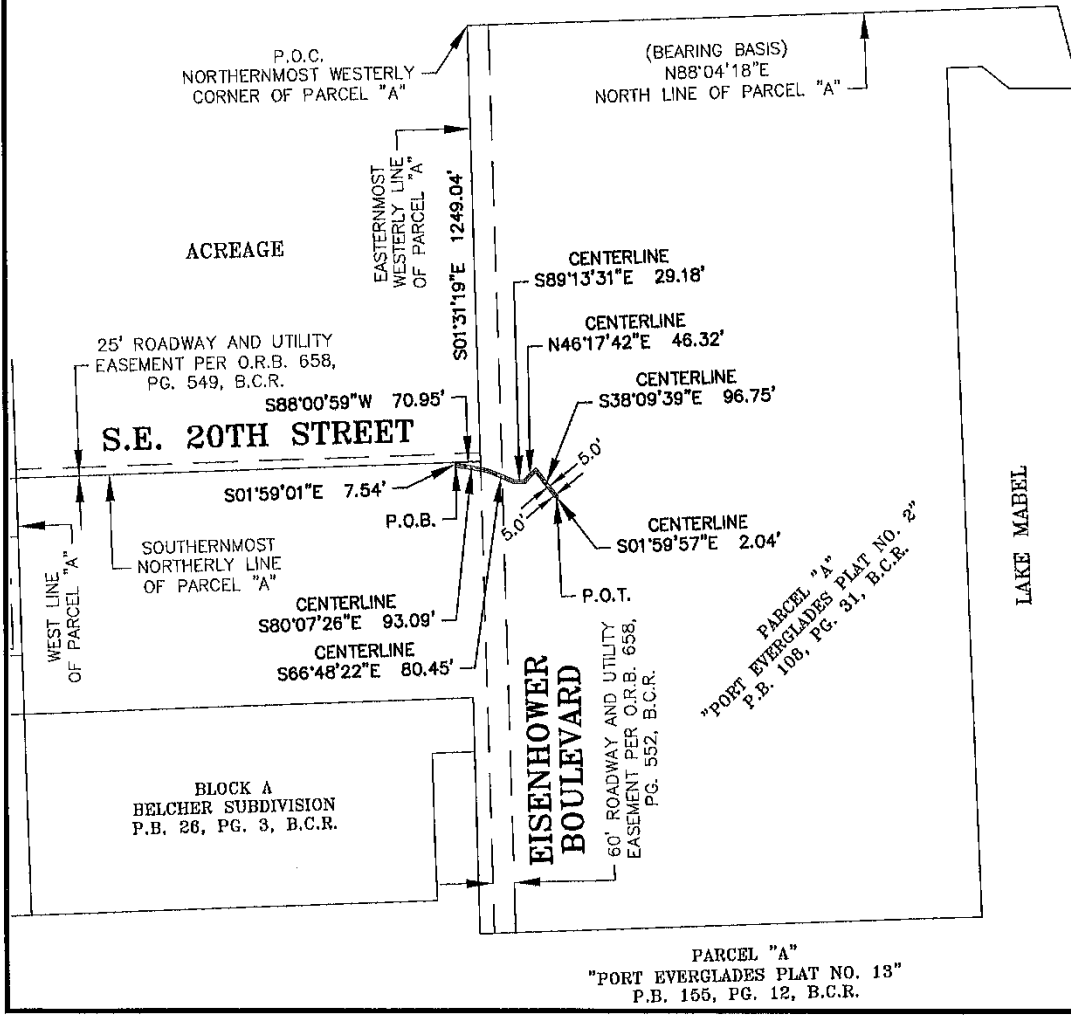 P.O.C.
NORTHERNMOST WESTERLY
CORNER OF PARCEL "A"
(BEARING BASIS)
N88°04'18"E
NORTH LINE OF PARCEL "A"
EASTERNMOST
WESTERLY LINE
OF PARCEL "A"
S01°31'19"E 1249.04'
ACREAGE
CENTERLINE
S89°13'31"E 29.18'
CENTERLINE
N46°17'42"E 46.32'
CENTERLINE
S38°09'39"E 96.75'
25' ROADWAY AND UTILITY
EASEMENT PER O.R.B. 658,
PG. 549, B.C.R.
S88°00'59"W 70.95'
S.E. 20TH STREET
S01°59'01"E 7.54'
P.O.B.
5.0'
5.0'
CENTERLINE
S01°59'57"E 2.04'
P.O.T.
SOUTHERNMOST
NORTHERLY LINE
OF PARCEL "A"
WEST LINE
OF PARCEL "A"
CENTERLINE
S80°07'26"E 93.09'
CENTERLINE
S66°48'22"E 80.45'
LAKE MABEL
PARCEL "A"
"PORT EVERGLADES PLAT NO. 2"
P.B. 108, PG. 31, B.C.R.
EISENHOWER
BOULEVARD
60' ROADWAY AND UTILITY
EASEMENT PER O.R.B. 658,
PG. 552, B.C.R.
BLOCK A
BELCHER SUBDIVISION
P.B. 26, PG. 3, B.C.R.
PARCEL "A"
"PORT EVERGLADES PLAT NO. 13"
P.B. 155, PG. 12, B.C.R.